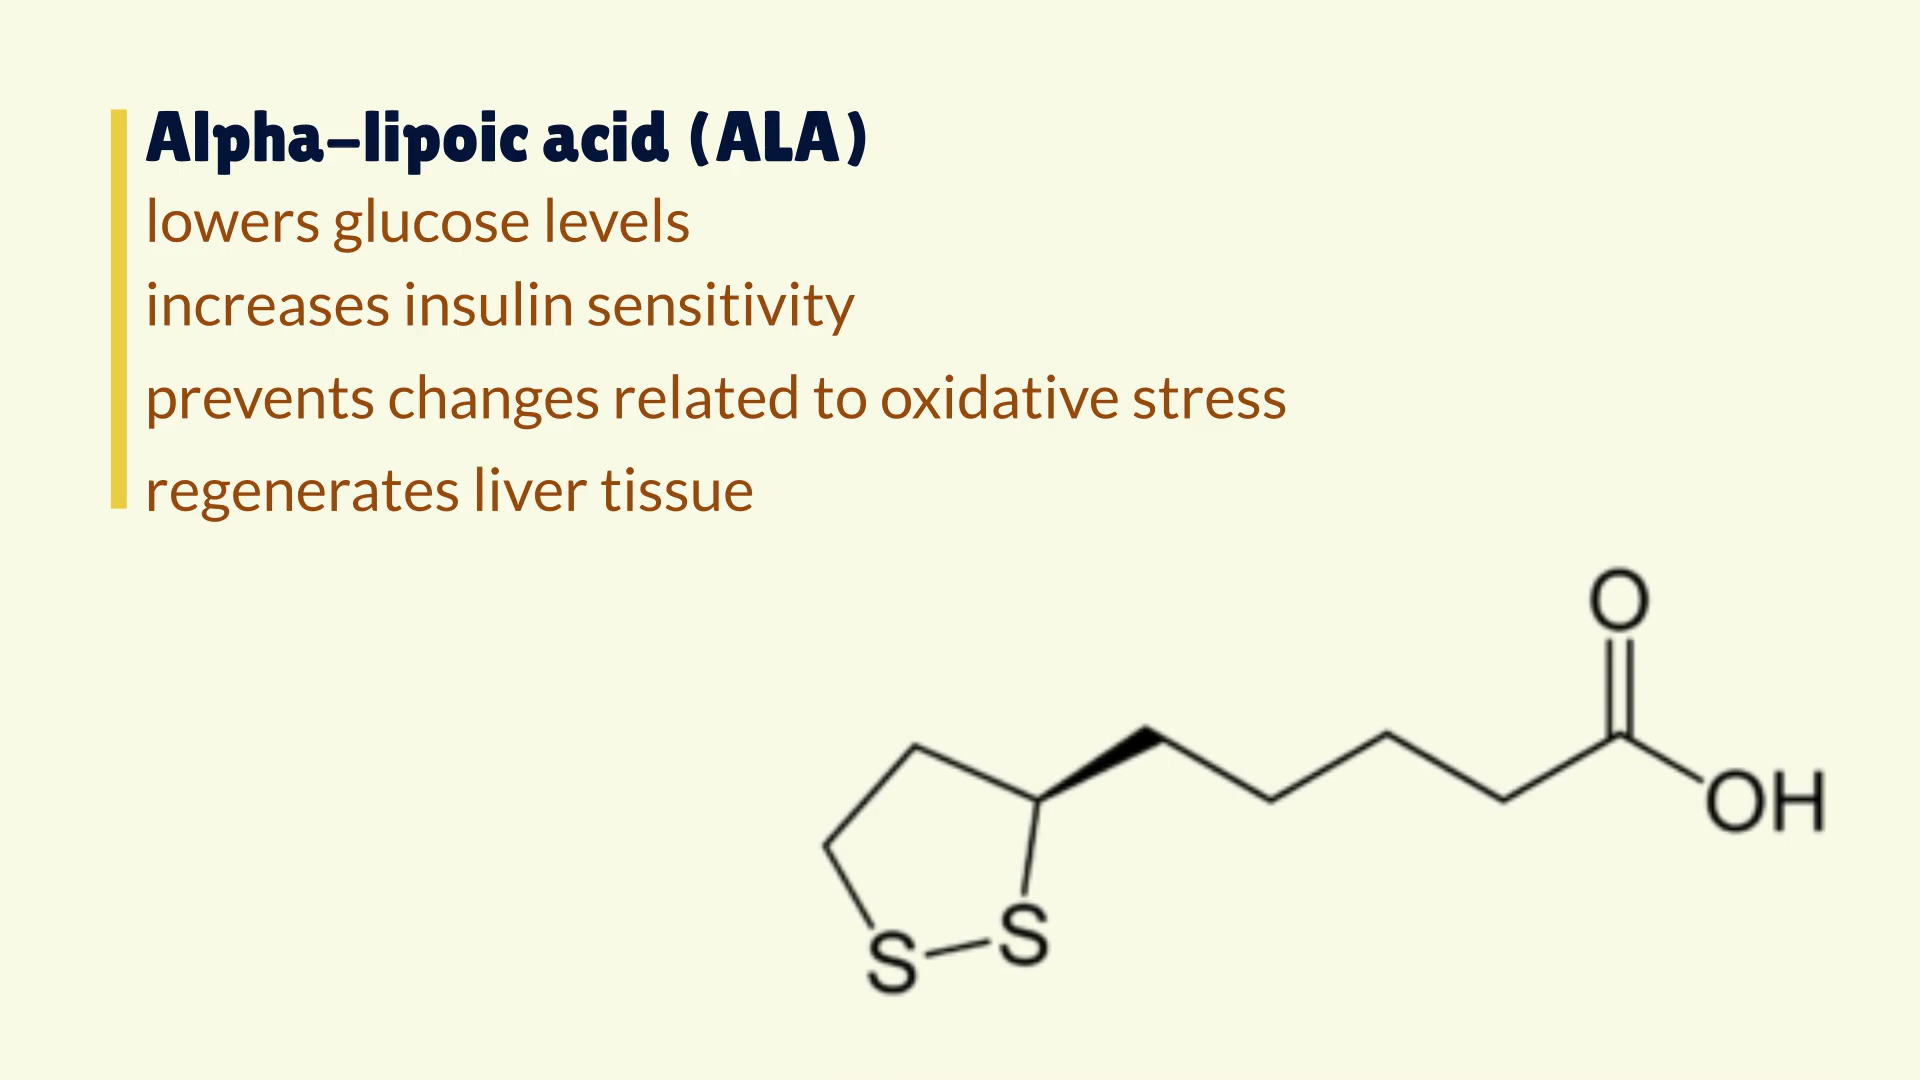 Alpha-lipoic acid (ALA)
lowers glucose levels
increases insulin sensitivity
prevents changes related to oxidative stress
regenerates liver tissue
O
OH
S
S